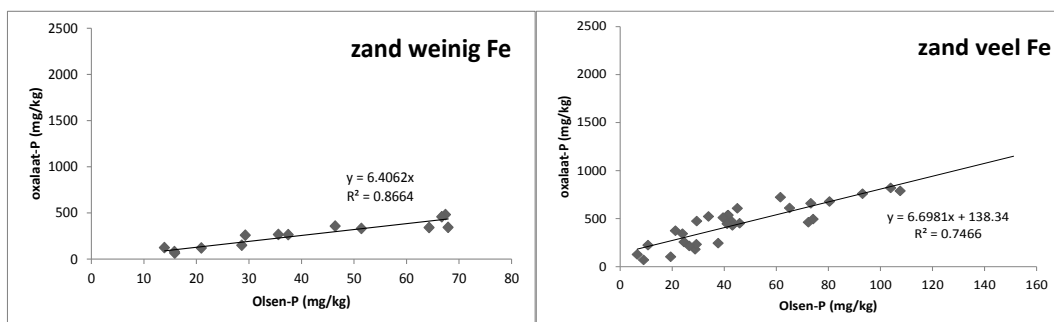 zand weinig Fe
2500
2000
1500
1000
500
0
oxalaat-P (mg/kg)
y = 6.4062x
R² = 0.8664
0 10 20 30 40 50 60 70 80
Olsen-P (mg/kg)
zand veel Fe
2500
2000
1500
1000
500
0
oxalaat-P (mg/kg)
y = 6.6981x + 138.34
R² = 0.7466
0 20 40 60 80 100 120 140 160
Olsen-P (mg/kg)